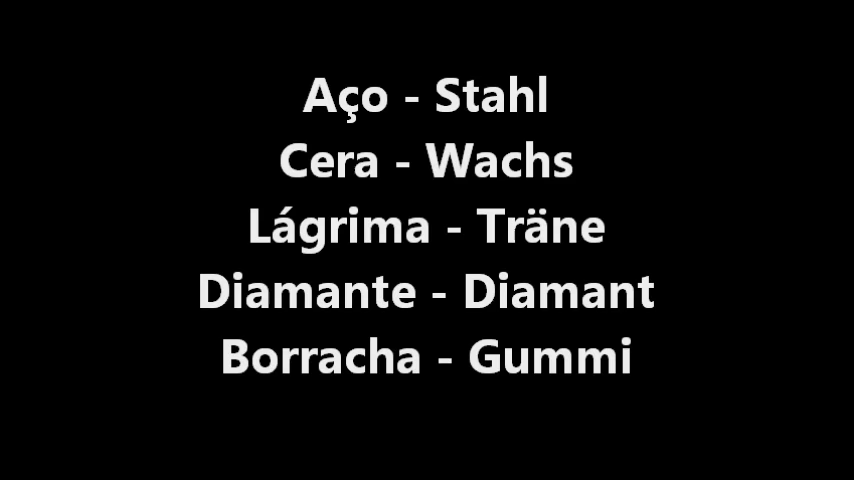 Aço - Stahl
Cera - Wachs
Lágrima - Träne
Diamante - Diamant
Borracha - Gummi